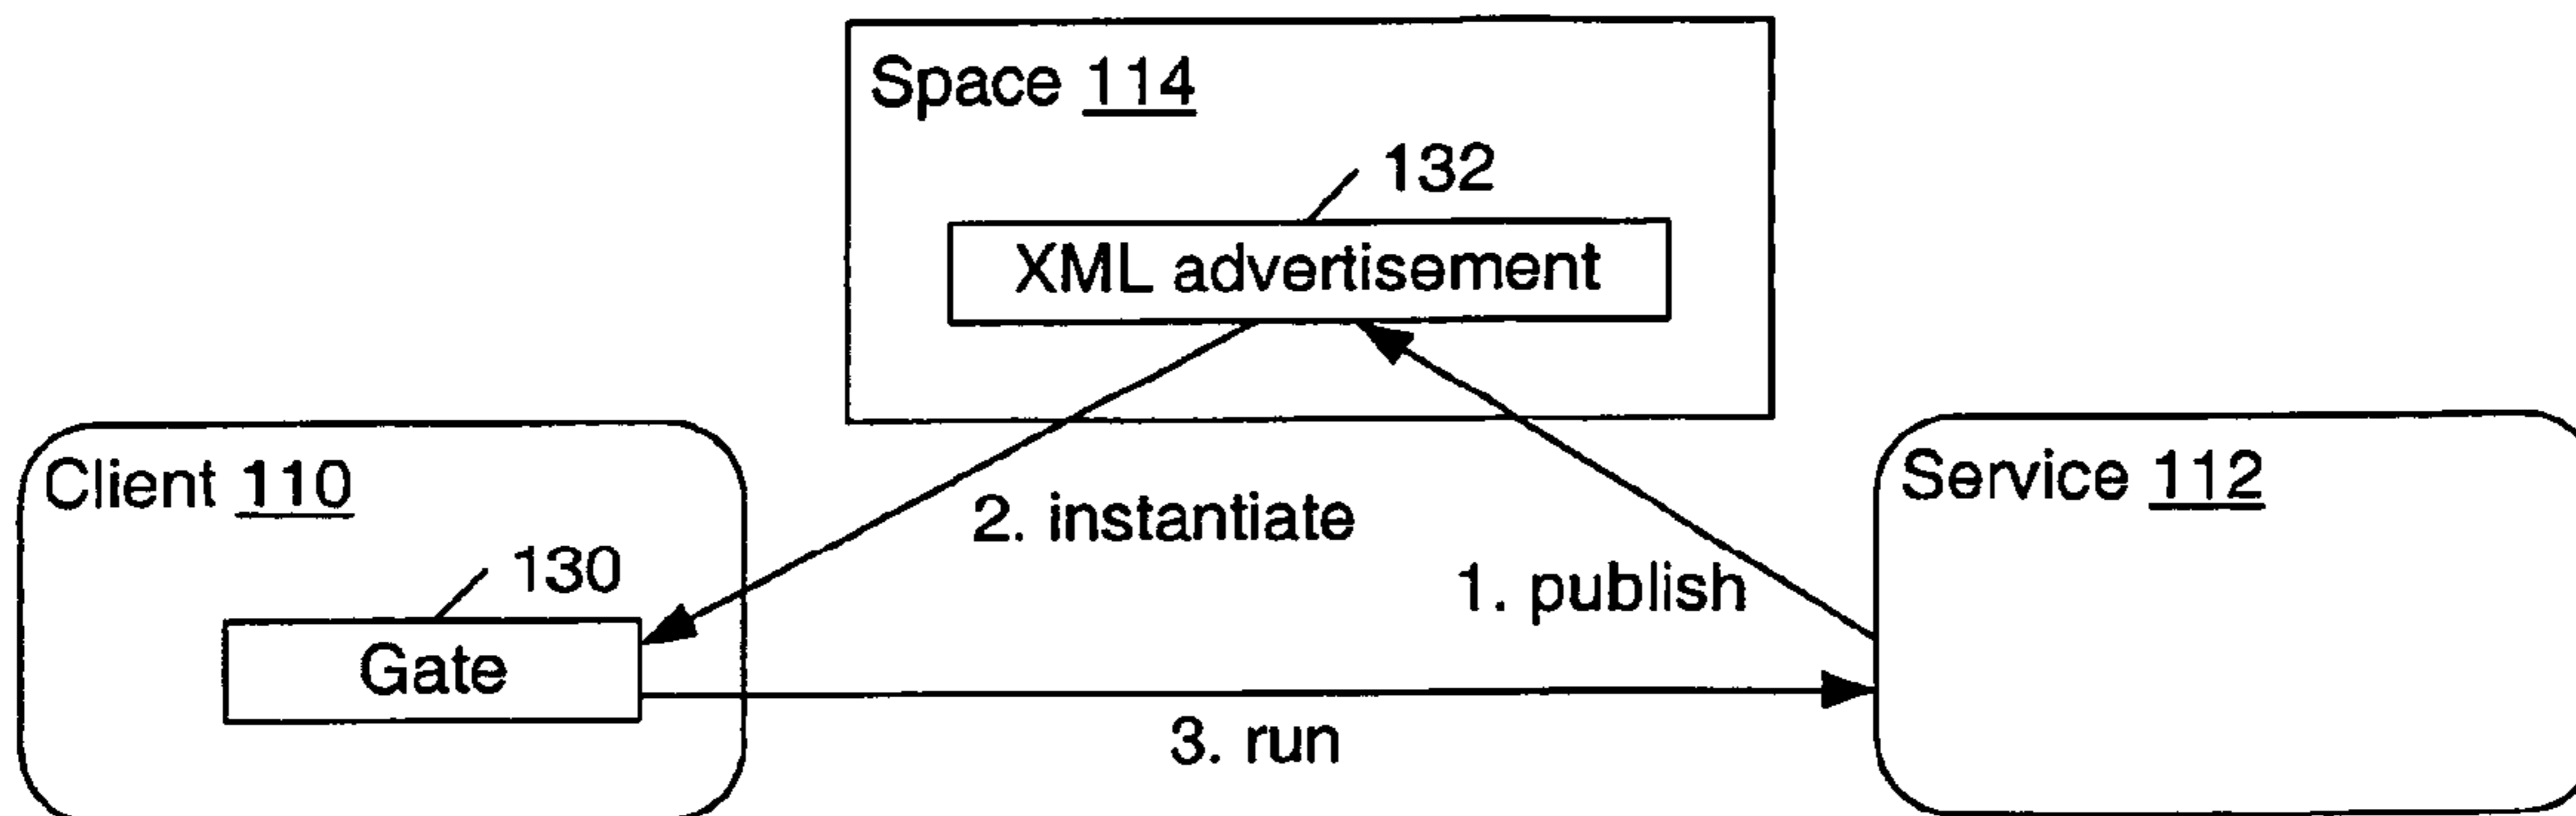 Space 114
132
XML advertisement
Client 110
Service 112
2. instantiate
130
1. publish
Gate
3. run